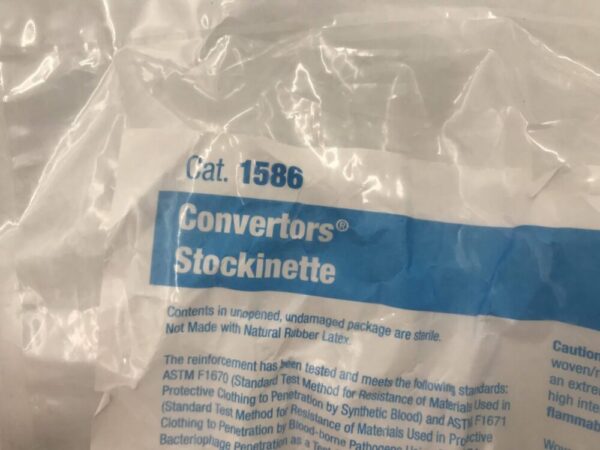 Cat. 1586
Convertors®
Stockinette
Contents in unopened, undamaged package are sterile.
Not Made with Natural Rubber Latex.
The reinforcement has been tested and meets the following standards:
ASTM F1670 (Standard Test Method for Resistance of Materials Used in
Protective Clothing to Penetration by Synthetic Blood) and ASTM F1671
(Standard Test Method for Resistance of Materials Used in Protective
Clothing to Penetration by Blood-borne Pathogens
Bacteriophage Penetration as a Test
Caution
woven/
an extre
high inte
flammab
Wov